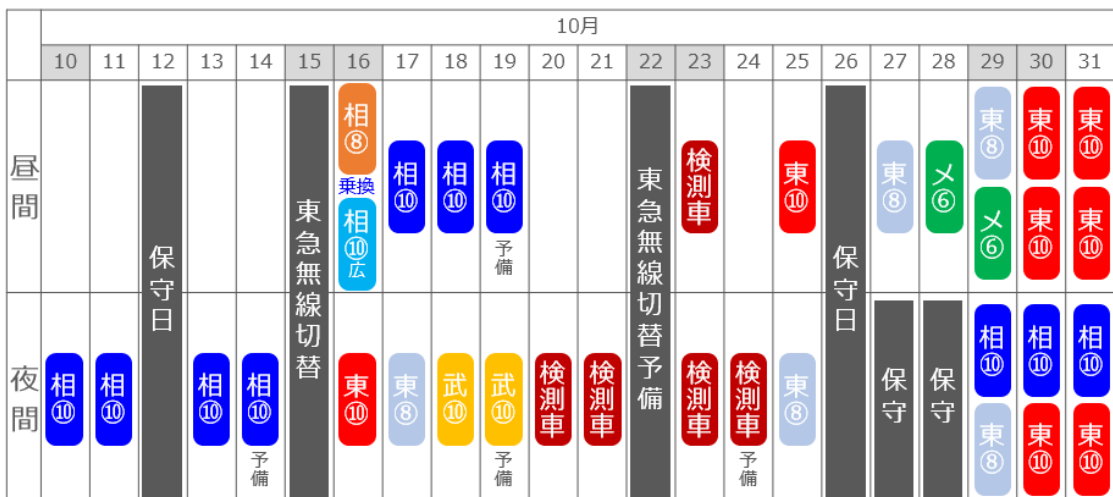 10月
10 11 12 13 14 15 16 17 18 19 20 21 22 23 24 25 26 27 28 29 30 31
昼間
保守日
東急無線切替
相⑧
乗換
相⑩広
相⑩
相⑩
相⑩
予備
東急無線切替予備
検測車
東⑩
保守日
東⑧
メ⑥
東⑧
メ⑥
東⑩
東⑩
東⑩
東⑩
夜間
相⑩
相⑩
相⑩
相⑩
予備
東⑩
東⑧
武⑩
武⑩
予備
検測車
検測車
検測車
検測車
予備
東⑧
保守
保守
相⑩
東⑧
相⑩
東⑩
相⑩
東⑩